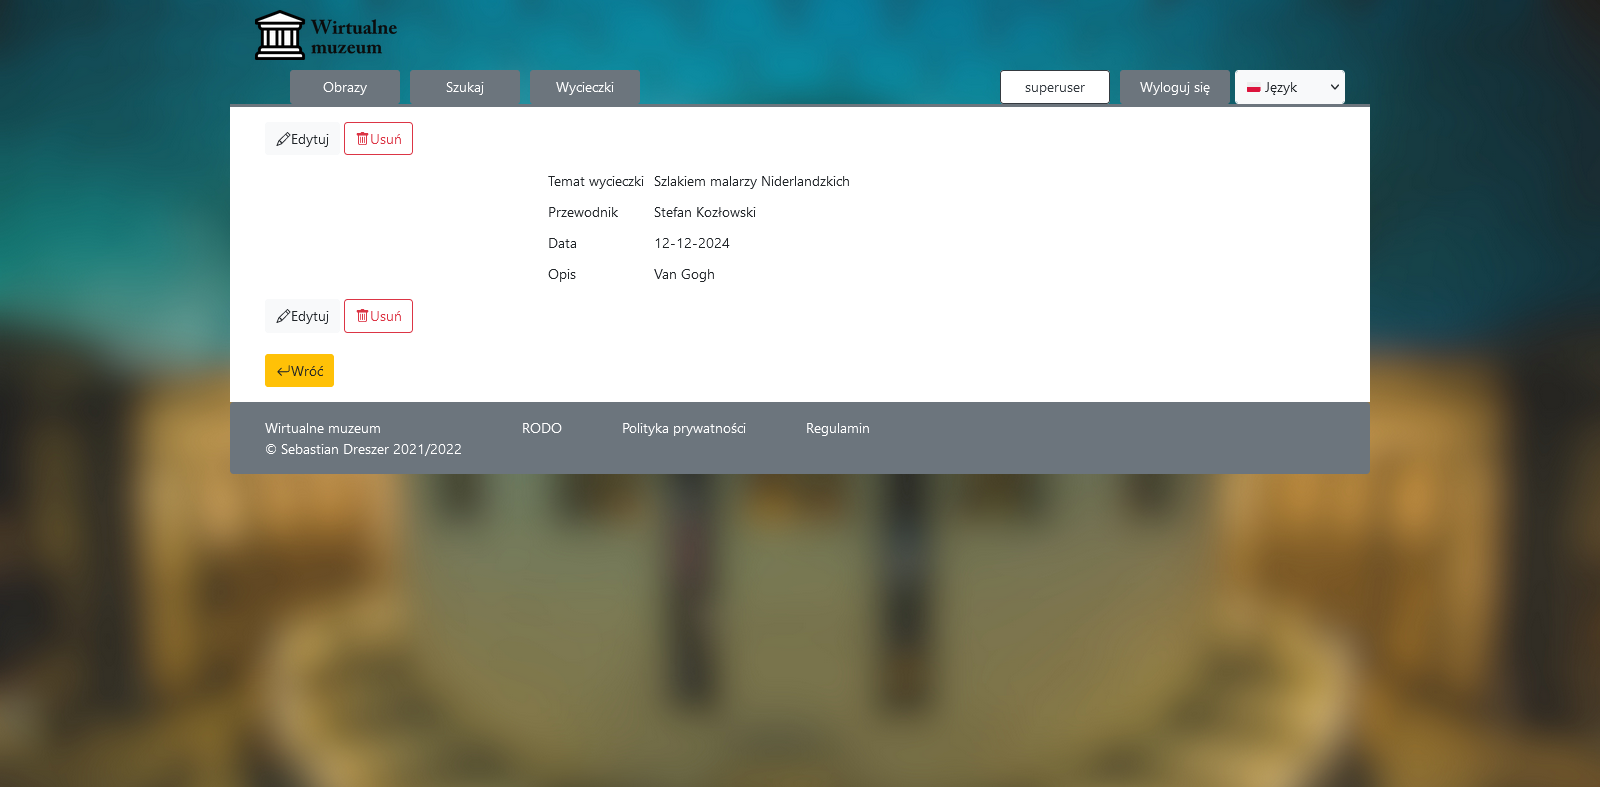 Wirtualne
muzeum
Obrazy Szukaj Wycieczki superuser Wyloguj się Język
Edytuj Usuń
Temat wycieczki Szlakiem malarzy Niderlandzkich
Przewodnik Stefan Kozłowski
Data 12-12-2024
Opis Van Gogh
Edytuj Usuń
Wróć
Wirtualne muzeum RODO Polityka prywatności Regulamin
© Sebastian Dreszer 2021/2022